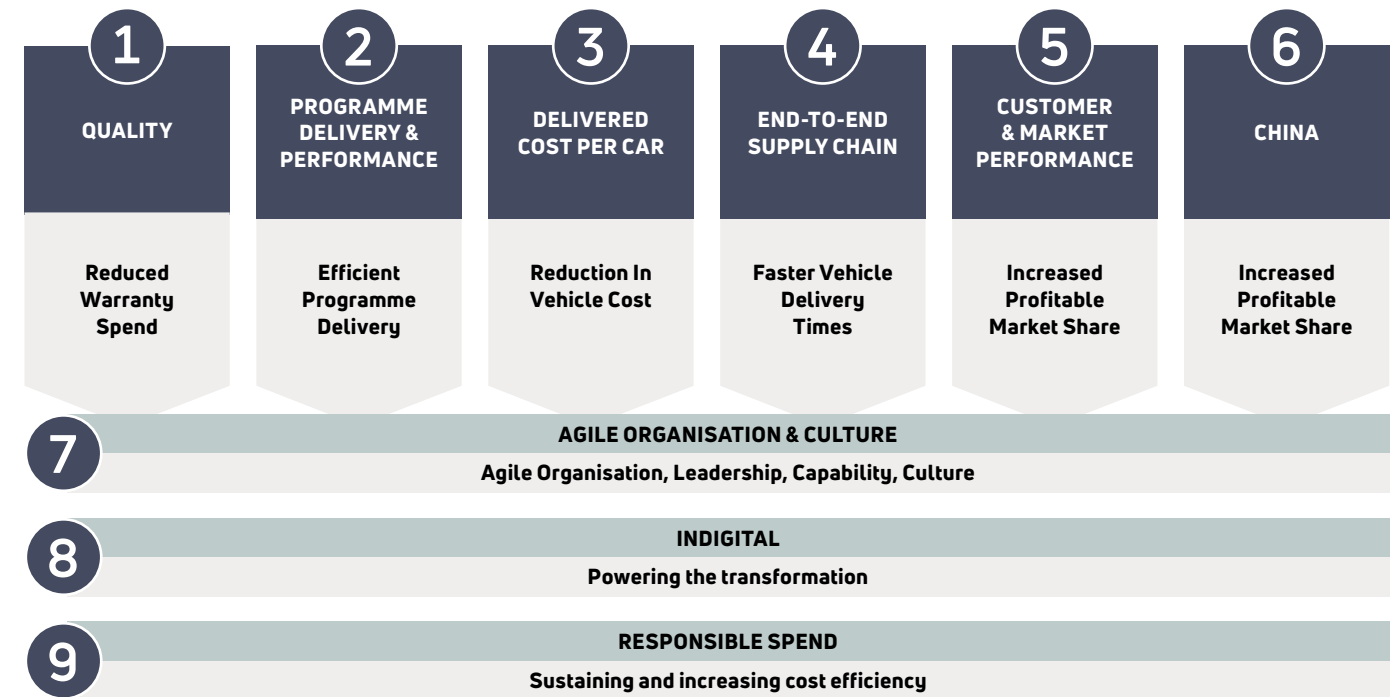 1
QUALITY
Reduced
Warranty
Spend
2
PROGRAMME
DELIVERY &
PERFORMANCE
Efficient
Programme
Delivery
3
DELIVERED
COST PER CAR
Reduction In
Vehicle Cost
4
END-TO-END
SUPPLY CHAIN
Faster Vehicle
Delivery
Times
5
CUSTOMER
& MARKET
PERFORMANCE
Increased
Profitable
Market Share
6
CHINA
Increased
Profitable
Market Share
7
AGILE ORGANISATION & CULTURE
Agile Organisation, Leadership, Capability, Culture
8
INDIGITAL
Powering the transformation
9
RESPONSIBLE SPEND
Sustaining and increasing cost efficiency